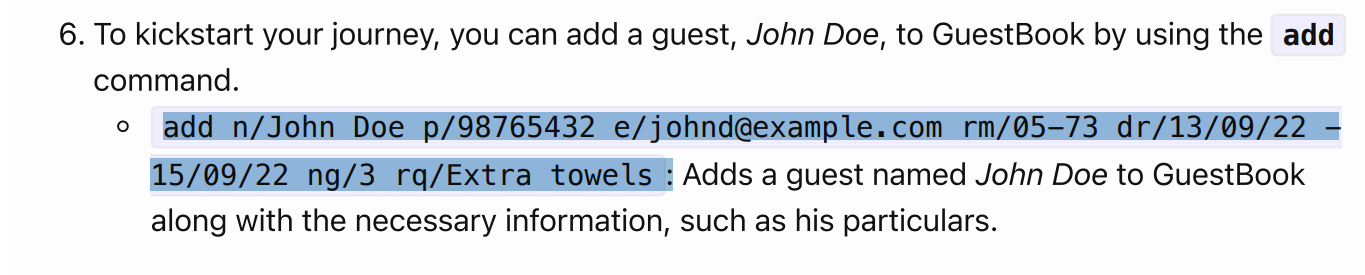 6. To kickstart your journey, you can add a guest, John Doe, to GuestBook by using the add
command.
○ add n/John Doe p/98765432 e/johnd@example.com rm/05-73 dr/13/09/22 -
15/09/22 ng/3 rq/Extra towels : Adds a guest named John Doe to GuestBook
along with the necessary information, such as his particulars.